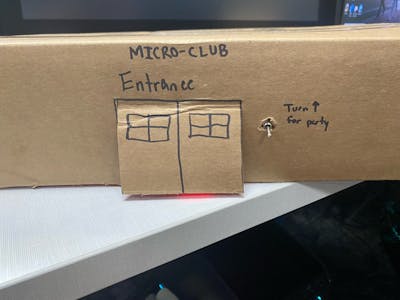 MICRO-CLUB
Entrance
Turn ↑
for party